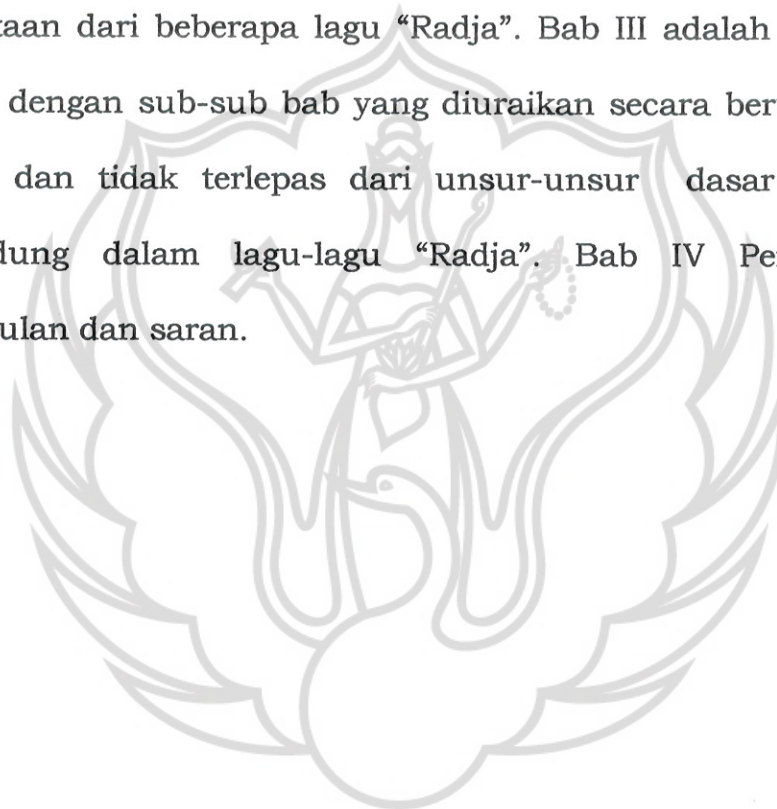 taan dari beberapa lagu “Radja”. Bab III adalah
dengan sub-sub bab yang diuraikan secara ber
dan tidak terlepas dari unsur-unsur dasar
dung dalam lagu-lagu “Radja”. Bab IV Pe
ulan dan saran.